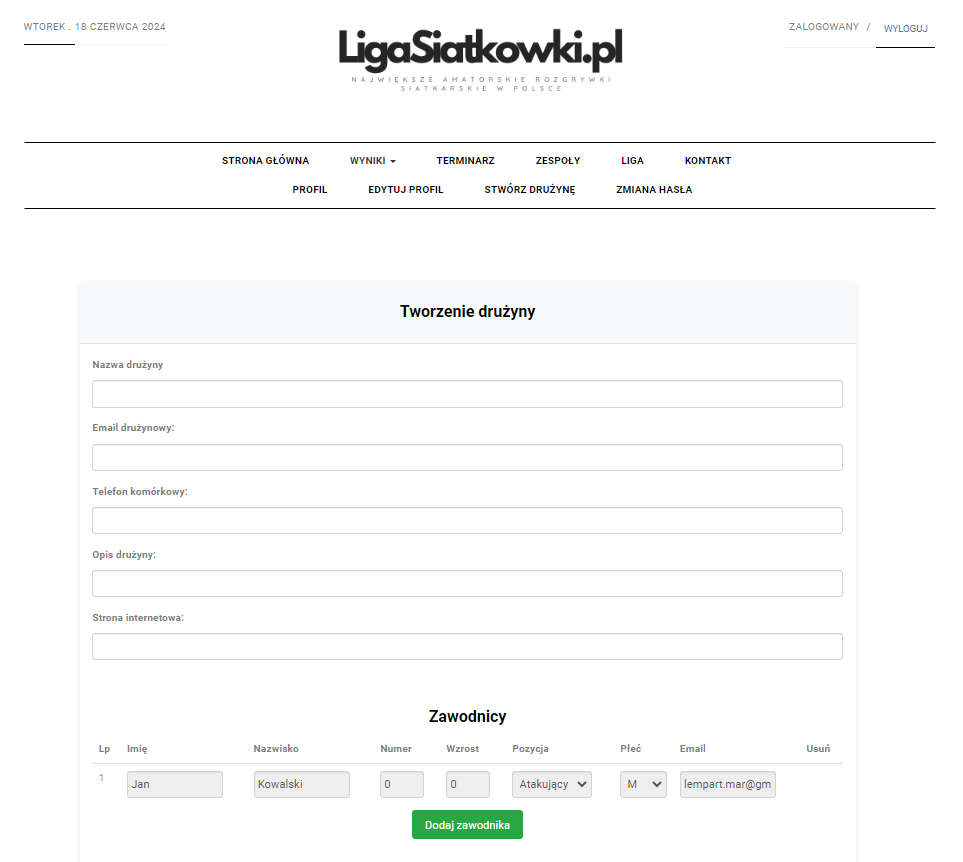 WTOREK . 18 CZERWCA 2024
ZALOGOWANY / WYLOGUJ
LigaSiatkowki.pl
NAJWIĘKSZE AMATORSKIE ROZGRYWKI
SIATKARSKIE W POLSCE
STRONA GŁÓWNA WYNIKI TERMINARZ ZESPOŁY LIGA KONTAKT
PROFIL EDYTUJ PROFIL STWÓRZ DRUŻYNĘ ZMIANA HASŁA
Tworzenie drużyny
Nazwa drużyny
Email drużynowy:
Telefon komórkowy:
Opis drużyny:
Strona internetowa:
Zawodnicy
Lp Imię Nazwisko Numer Wzrost Pozycja Płeć Email Usuń
1 Jan Kowalski 0 0 Atakujący M lempart.mar@gm
Dodaj zawodnika